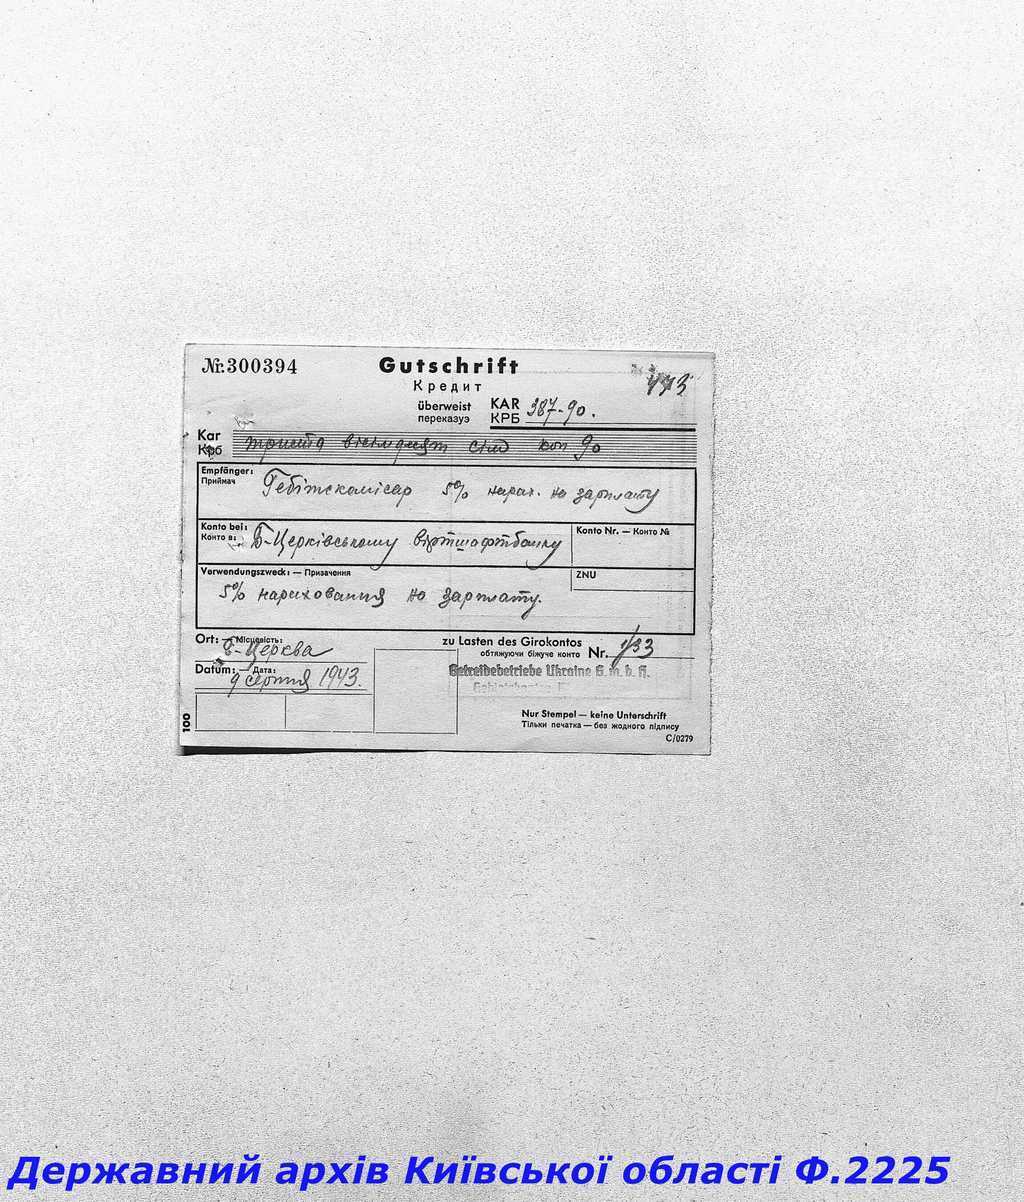 № 300394
Gutschrift
Кредит
443
überweist KAR
переказує КРБ 387-90.
Kar
Крб триста вісімдесят сім коп 90
Empfänger:
Приймач Гебітскомісар 5% нарах. на зарплату
Konto bei: Konto Nr. — Конто №
Конто в: Б-Церківському віртшафтбанку
Verwendungszweck: — Призначення ZNU
5% нарахования на зарплату.
Ort: — Місцевість: zu Lasten des Girokontos
Б-Церква обтяжуючи біжуче конто Nr. 1/33
Datum: — Дата: Getreidebetriebe Ukraine G.m.b.H.
9 серпня 1943.
Nur Stempel — keine Unterschrift
Тільки печатка — без жодного підпису
100
C/0279
Державний архів Київської області Ф.2225